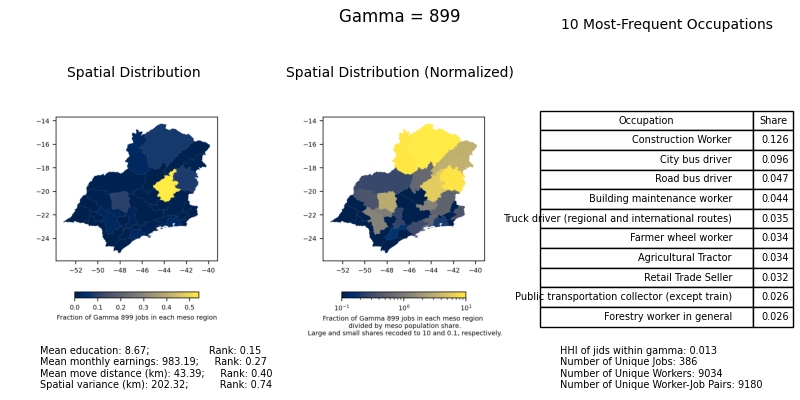 Gamma = 899
10 Most-Frequent Occupations
Spatial Distribution
Spatial Distribution (Normalized)
−14
−16
−18
−20
−22
−24
−52 −50 −48 −46 −44 −42 −40
0.0 0.1 0.2 0.3 0.4 0.5
Fraction of Gamma 899 jobs in each meso region
−14
−16
−18
−20
−22
−24
−52 −50 −48 −46 −44 −42 −40
10⁻¹ 10⁰ 10¹
Fraction of Gamma 899 jobs in each meso region
divided by meso population share.
Large and small shares recoded to 10 and 0.1, respectively.
Occupation Share
Construction Worker 0.126
City bus driver 0.096
Road bus driver 0.047
Building maintenance worker 0.044
Truck driver (regional and international routes) 0.035
Farmer wheel worker 0.034
Agricultural Tractor 0.034
Retail Trade Seller 0.032
Public transportation collector (except train) 0.026
Forestry worker in general 0.026
Mean education: 8.67; Rank: 0.15
Mean monthly earnings: 983.19; Rank: 0.27
Mean move distance (km): 43.39; Rank: 0.40
Spatial variance (km): 202.32; Rank: 0.74
HHI of jids within gamma: 0.013
Number of Unique Jobs: 386
Number of Unique Workers: 9034
Number of Unique Worker-Job Pairs: 9180